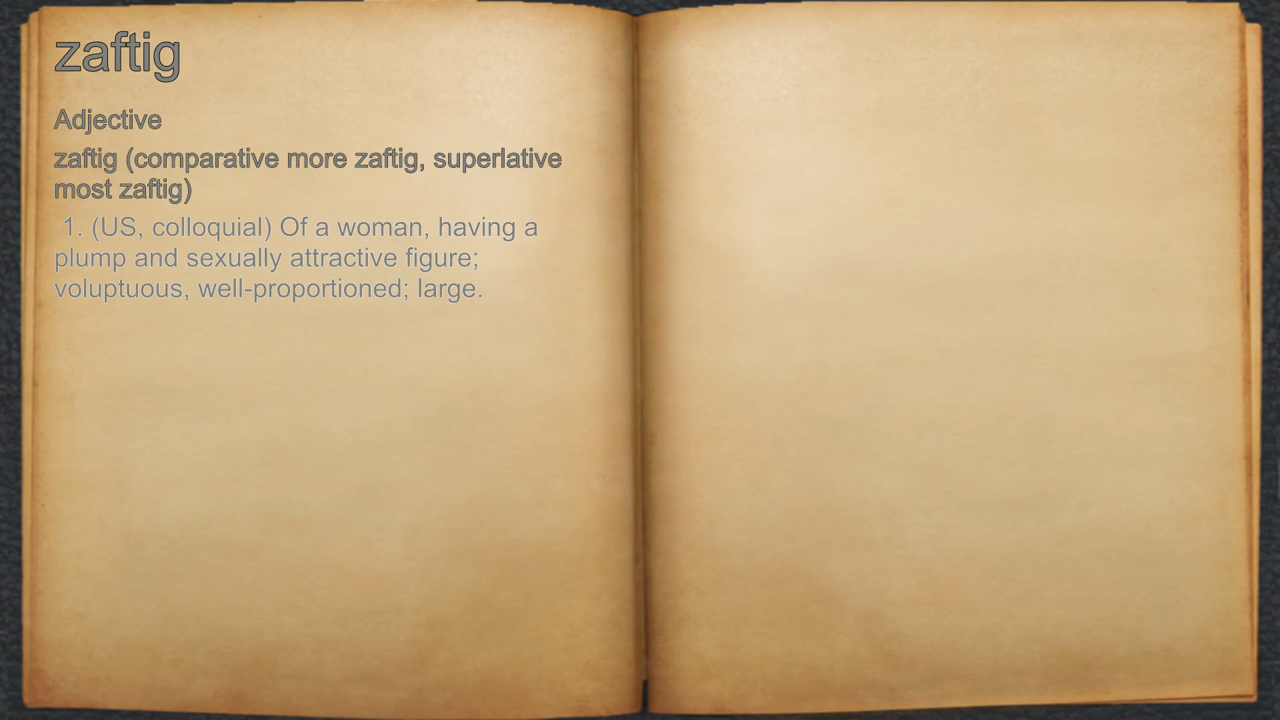 zaftig
Adjective
zaftig (comparative more zaftig, superlative
most zaftig)
1. (US, colloquial) Of a woman, having a
plump and sexually attractive figure;
voluptuous, well-proportioned; large.